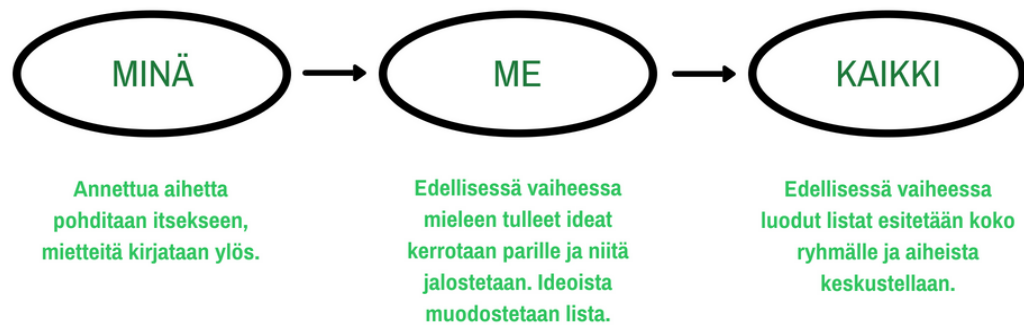 MINÄ
Annettua aihetta
pohditaan itsekseen,
mietteitä kirjataan ylös.
ME
Edellisessä vaiheessa
mieleen tulleet ideat
kerrotaan parille ja niitä
jalostetaan. Ideoista
muodostetaan lista.
KAIKKI
Edellisessä vaiheessa
luodut listat esitetään koko
ryhmälle ja aiheista
keskustellaan.